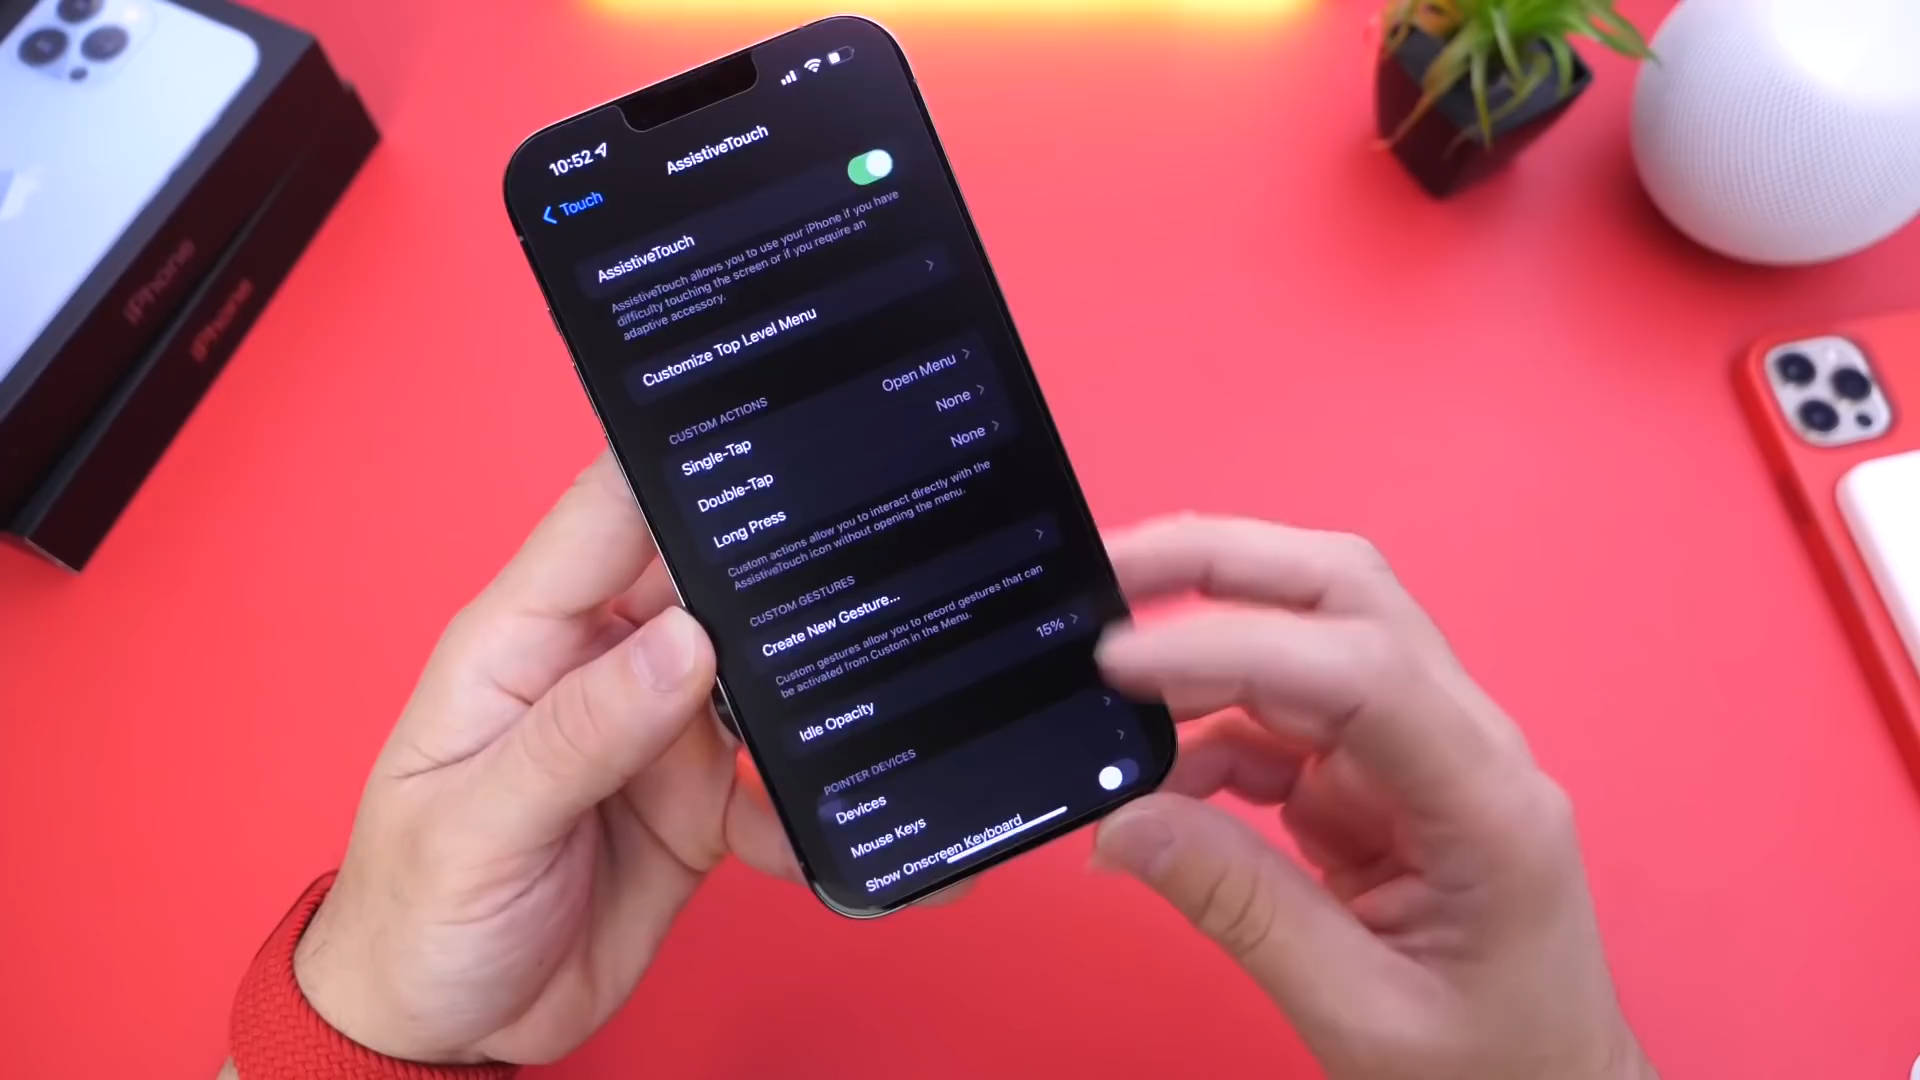 10:52
Touch
AssistiveTouch
AssistiveTouch
AssistiveTouch allows you to use your iPhone if you have
difficulty touching the screen or if you require an
adaptive accessory.
Customize Top Level Menu
CUSTOM ACTIONS
Single-Tap Open Menu
Double-Tap None
Long Press None
Custom actions allow you to interact directly with the
AssistiveTouch icon without opening the menu.
CUSTOM GESTURES
Create New Gesture...
Custom gestures allow you to record gestures that can
be activated from Custom in the Menu.
Idle Opacity 15%
POINTER DEVICES
Devices
Mouse Keys
Show Onscreen Keyboard
iPhone
iPhone